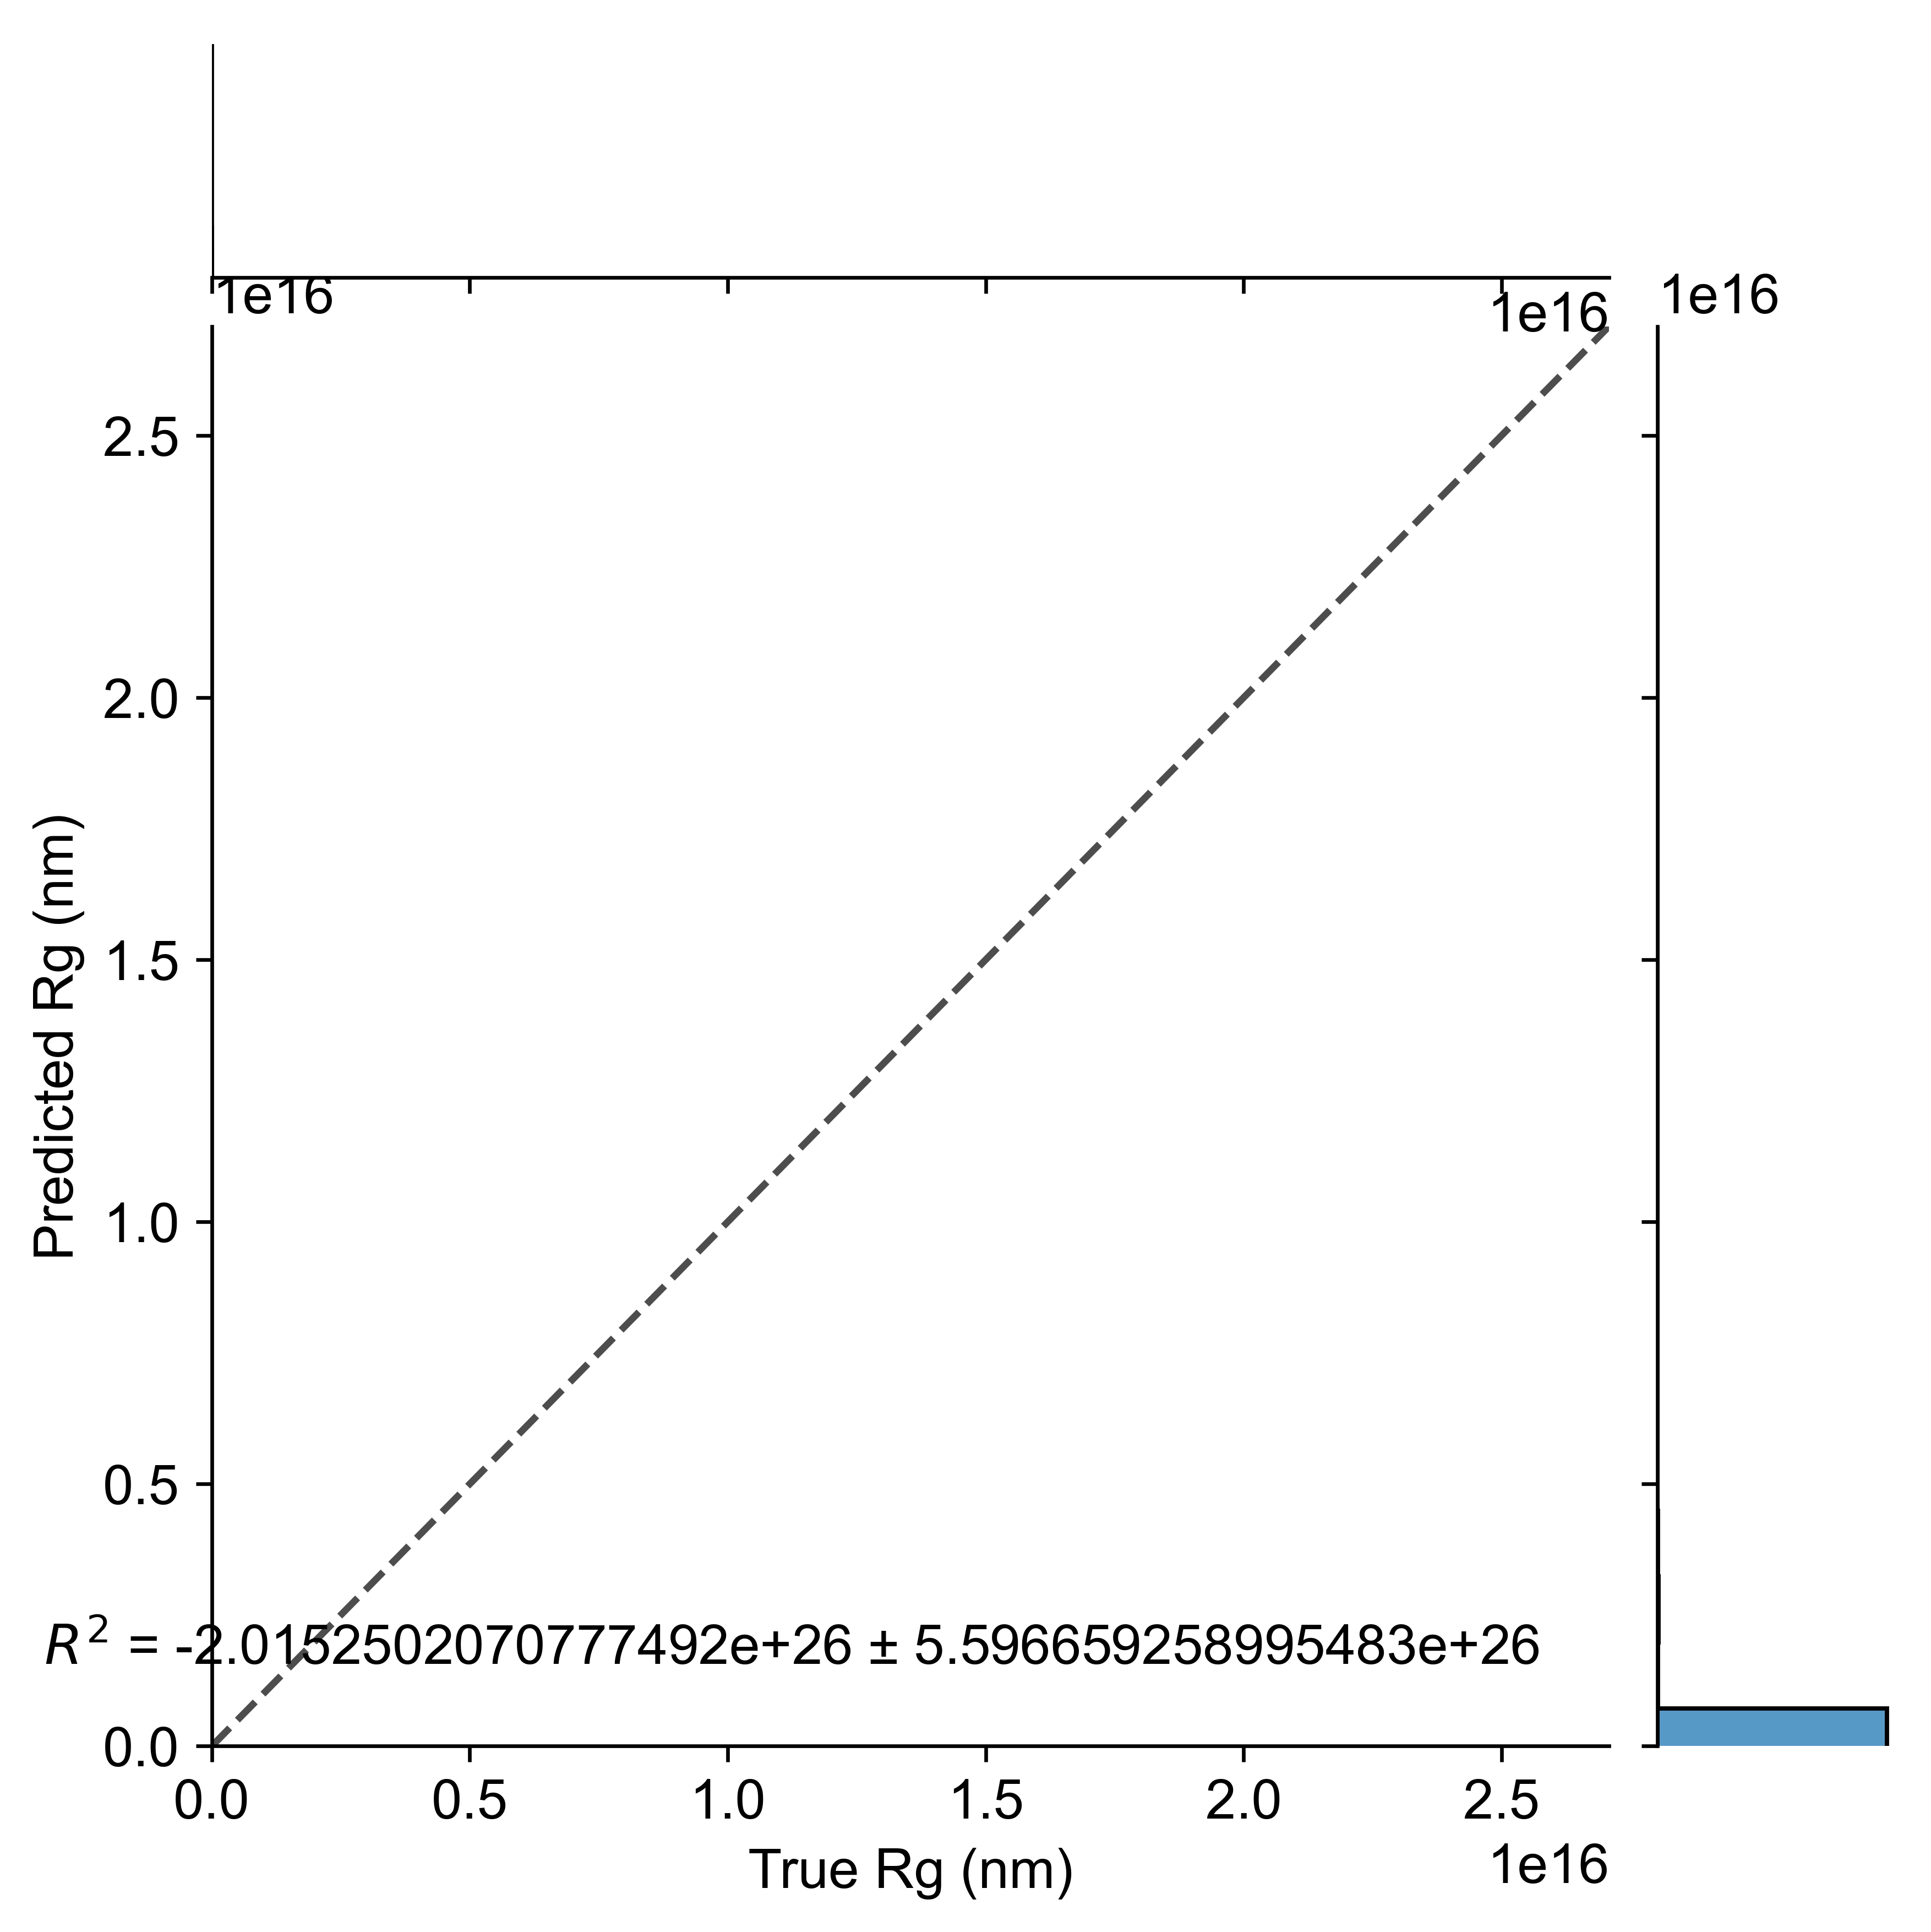 1e16
1e16
1e16
2.5
2.0
1.5
1.0
0.5
0.0
Predicted Rg (nm)
R² = -2.0152502070777492e+26 ± 5.596659258995483e+26
0.0 0.5 1.0 1.5 2.0 2.5
True Rg (nm)
1e16